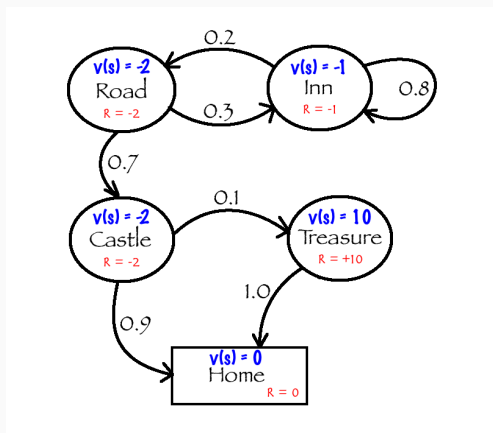 0.2
v(s) = -2
Road
R = -2
v(s) = -1
Inn
R = -1
0.8
0.3
0.7
v(s) = -2
Castle
R = -2
0.1
v(s) = 10
Treasure
R = +10
1.0
0.9
v(s) = 0
Home
R = 0